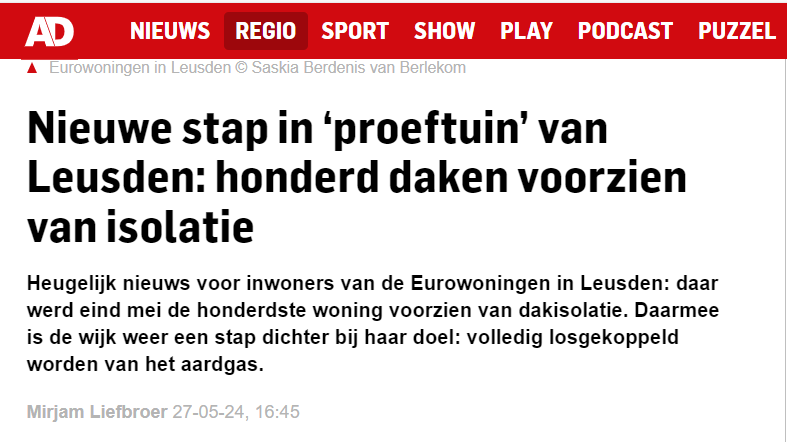 AD NIEUWS REGIO SPORT SHOW PLAY PODCAST PUZZEL
▲ Eurowoningen in Leusden © Saskia Berdenis van Berlekom
Nieuwe stap in ‘proeftuin’ van
Leusden: honderd daken voorzien
van isolatie
Heugelijk nieuws voor inwoners van de Eurowoningen in Leusden: daar
werd eind mei de honderdste woning voorzien van dakisolatie. Daarmee
is de wijk weer een stap dichter bij haar doel: volledig losgekoppeld
worden van het aardgas.
Mirjam Liefbroer 27-05-24, 16:45